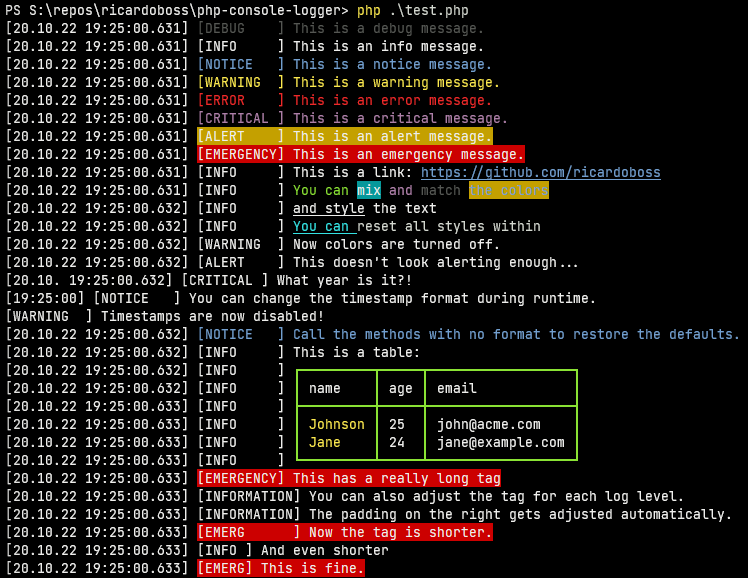 PS S:\repos\ricardoboss\php-console-logger> php .\test.php
[20.10.22 19:25:00.631] [DEBUG    ] This is a debug message.
[20.10.22 19:25:00.631] [INFO     ] This is an info message.
[20.10.22 19:25:00.631] [NOTICE   ] This is a notice message.
[20.10.22 19:25:00.631] [WARNING  ] This is a warning message.
[20.10.22 19:25:00.631] [ERROR    ] This is an error message.
[20.10.22 19:25:00.631] [CRITICAL ] This is a critical message.
[20.10.22 19:25:00.631] [ALERT    ] This is an alert message.
[20.10.22 19:25:00.631] [EMERGENCY] This is an emergency message.
[20.10.22 19:25:00.631] [INFO     ] This is a link: https://github.com/ricardoboss
[20.10.22 19:25:00.631] [INFO     ] You can mix and match the colors
[20.10.22 19:25:00.632] [INFO     ] and style the text
[20.10.22 19:25:00.632] [INFO     ] You can reset all styles within
[20.10.22 19:25:00.632] [WARNING  ] Now colors are turned off.
[20.10.22 19:25:00.632] [ALERT    ] This doesn't look alerting enough...
[20.10. 19:25:00.632] [CRITICAL ] What year is it?!
[19:25:00] [NOTICE   ] You can change the timestamp format during runtime.
[WARNING  ] Timestamps are now disabled!
[20.10.22 19:25:00.632] [NOTICE   ] Call the methods with no format to restore the defaults.
[20.10.22 19:25:00.632] [INFO     ] This is a table:
[20.10.22 19:25:00.632] [INFO     ]
[20.10.22 19:25:00.632] [INFO     ] name age email
[20.10.22 19:25:00.633] [INFO     ]
[20.10.22 19:25:00.633] [INFO     ] Johnson 25 john@acme.com
[20.10.22 19:25:00.633] [INFO     ] Jane 24 jane@example.com
[20.10.22 19:25:00.633] [INFO     ]
[20.10.22 19:25:00.633] [EMERGENCY] This has a really long tag
[20.10.22 19:25:00.633] [INFORMATION] You can also adjust the tag for each log level.
[20.10.22 19:25:00.633] [INFORMATION] The padding on the right gets adjusted automatically.
[20.10.22 19:25:00.633] [EMERG      ] Now the tag is shorter.
[20.10.22 19:25:00.633] [INFO ] And even shorter
[20.10.22 19:25:00.633] [EMERG] This is fine.